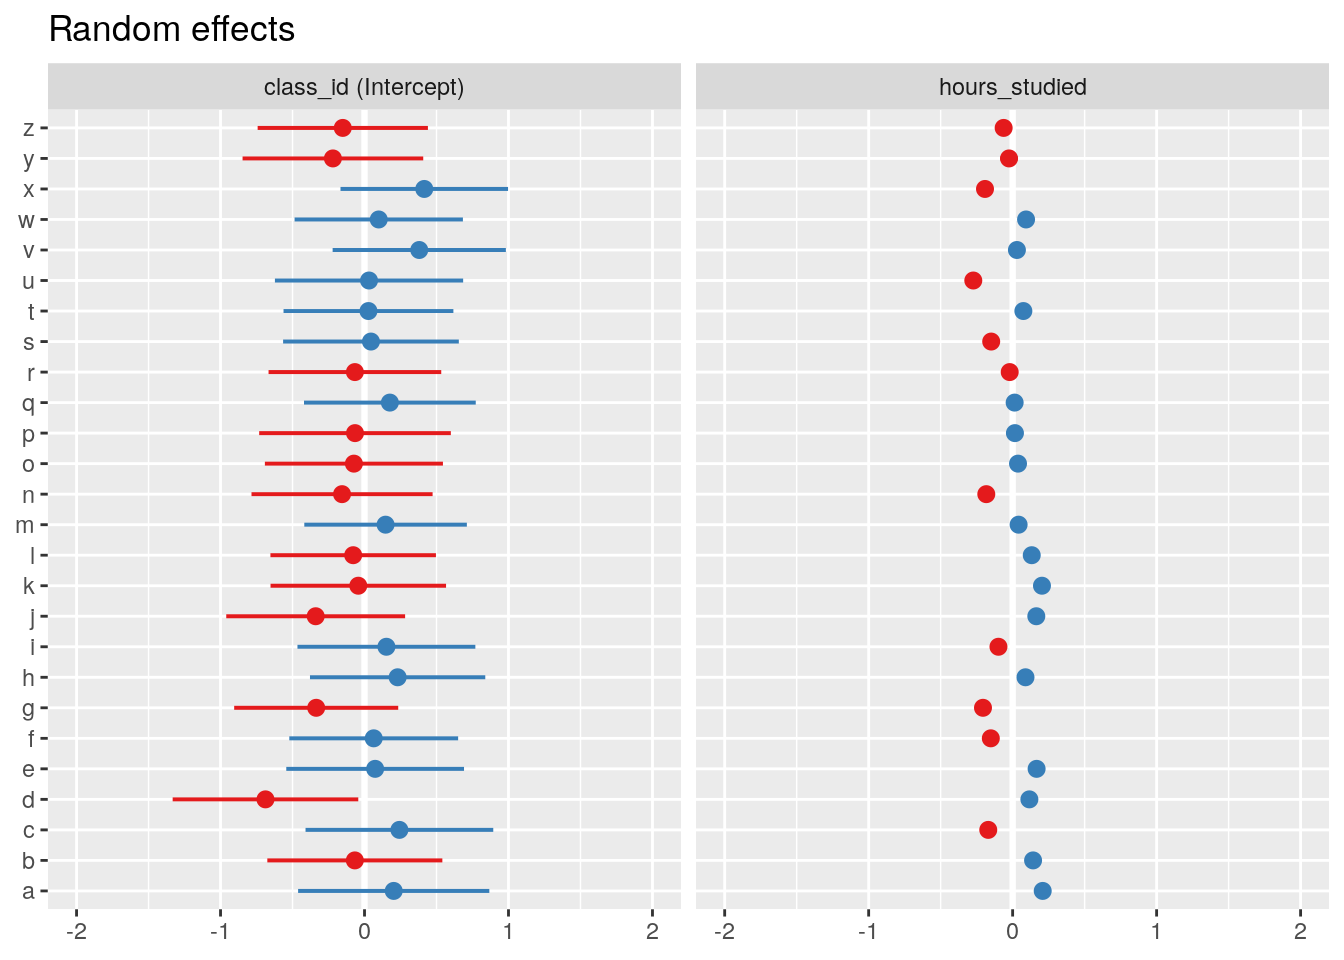 Random effects
class_id (Intercept) hours_studied
z
y
x
w
v
u
t
s
r
q
p
o
n
m
l
k
j
i
h
g
f
e
d
c
b
a
-2 -1 0 1 2 -2 -1 0 1 2